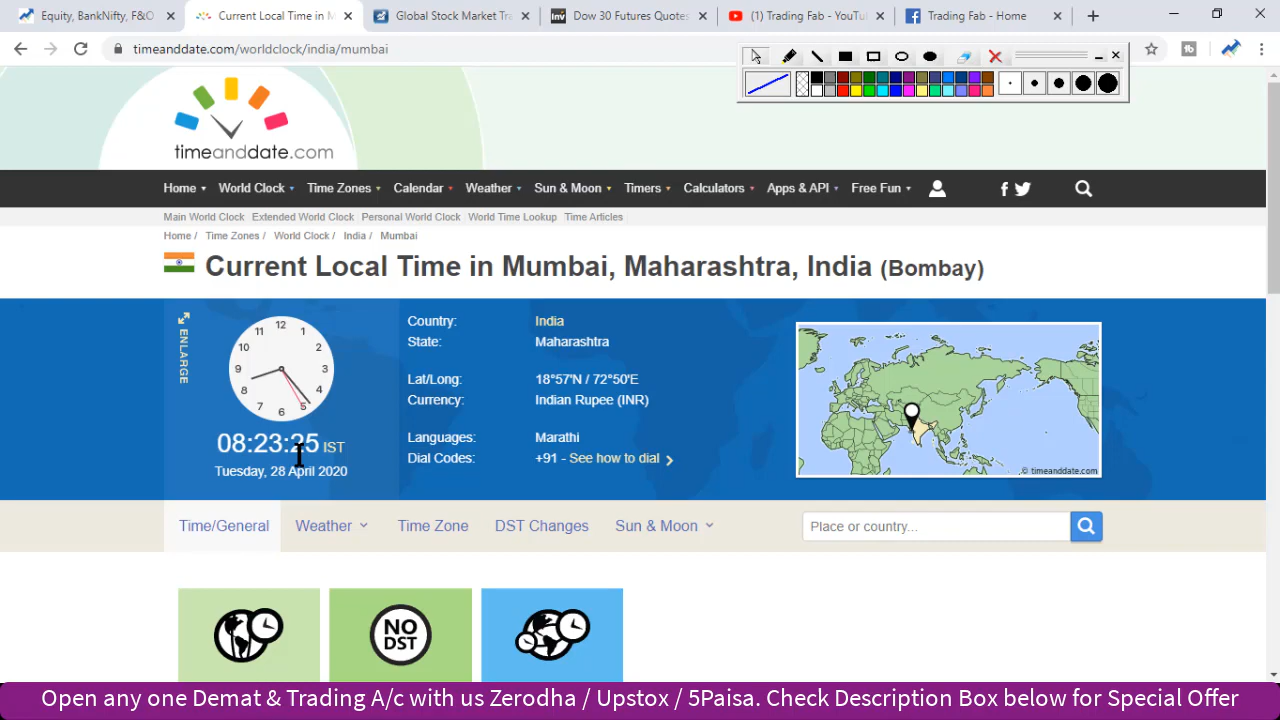 Equity, BankNifty, F&O
Current Local Time in M
Global Stock Market Tr
Dow 30 Futures Quotes
(1) Trading Fab - YouTu
Trading Fab - Home
timeanddate.com/worldclock/india/mumbai
timeanddate.com
Home World Clock Time Zones Calendar Weather Sun & Moon Timers Calculators Apps & API Free Fun
Main World Clock Extended World Clock Personal World Clock World Time Lookup Time Articles
Home / Time Zones / World Clock / India / Mumbai
Current Local Time in Mumbai, Maharashtra, India (Bombay)
ENLARGE
12 1 2 3 4 5 6 7 8 9 10 11
08:23:25 IST
Tuesday, 28 April 2020
Country: India
State: Maharashtra
Lat/Long: 18°57'N / 72°50'E
Currency: Indian Rupee (INR)
Languages: Marathi
Dial Codes: +91 - See how to dial
© timeanddate.com
Time/General Weather Time Zone DST Changes Sun & Moon
Place or country...
NO
DST
Open any one Demat & Trading A/c with us Zerodha / Upstox / 5Paisa. Check Description Box below for Special Offer